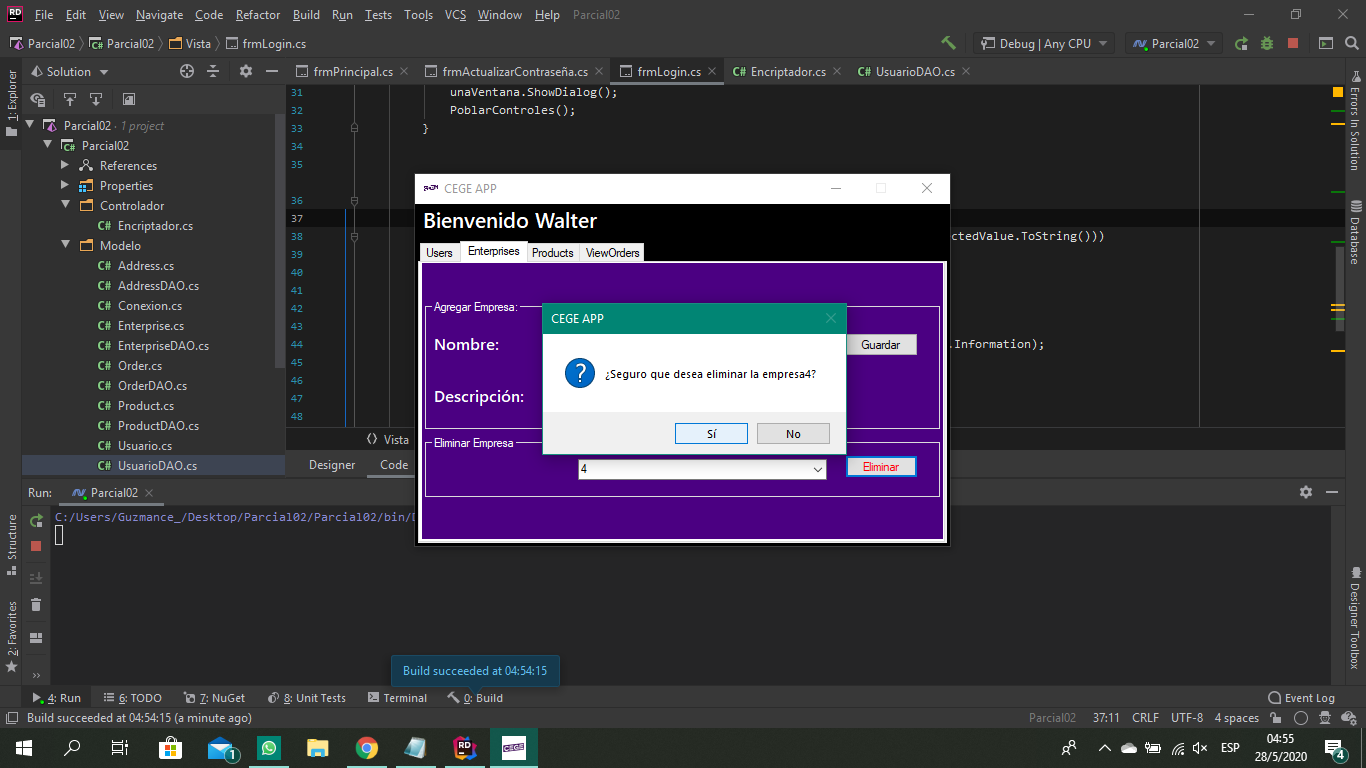 RD File Edit View Navigate Code Refactor Build Run Tests Tools VCS Window Help Parcial02
Parcial02 C# Parcial02 Vista frmLogin.cs
Debug | Any CPU Parcial02
1: Explorer
Solution
frmPrincipal.cs frmActualizarContraseña.cs frmLogin.cs C# Encriptador.cs C# UsuarioDAO.cs
Parcial02 · 1 project
C# Parcial02
References
Properties
Controlador
C# Encriptador.cs
Modelo
C# Address.cs
C# AddressDAO.cs
C# Conexion.cs
C# Enterprise.cs
C# EnterpriseDAO.cs
C# Order.cs
C# OrderDAO.cs
C# Product.cs
C# ProductDAO.cs
C# Usuario.cs
C# UsuarioDAO.cs
31 unaVentana.ShowDialog();
32 PoblarControles();
33 }
34
35
36
37
38 ctedValue.ToString()))
39
40
41
42
43
44 .Information);
45
46
47
48
Vista
Designer Code
CEGE APP
Bienvenido Walter
Users Enterprises Products ViewOrders
Agregar Empresa:
Nombre:
Guardar
Descripción:
Eliminar Empresa
4
Eliminar
CEGE APP
¿Seguro que desea eliminar la empresa4?
Sí No
Errors In Solution
Database
Designer Toolbox
Run: Parcial02
C:/Users/Guzmance_/Desktop/Parcial02/Parcial02/bin/
Structure
2: Favorites
Build succeeded at 04:54:15
4: Run 6: TODO 7: NuGet 8: Unit Tests Terminal 0: Build Event Log
Build succeeded at 04:54:15 (a minute ago) Parcial02 37:11 CRLF UTF-8 4 spaces
1 RD CEGE ESP 04:55
28/5/2020 4